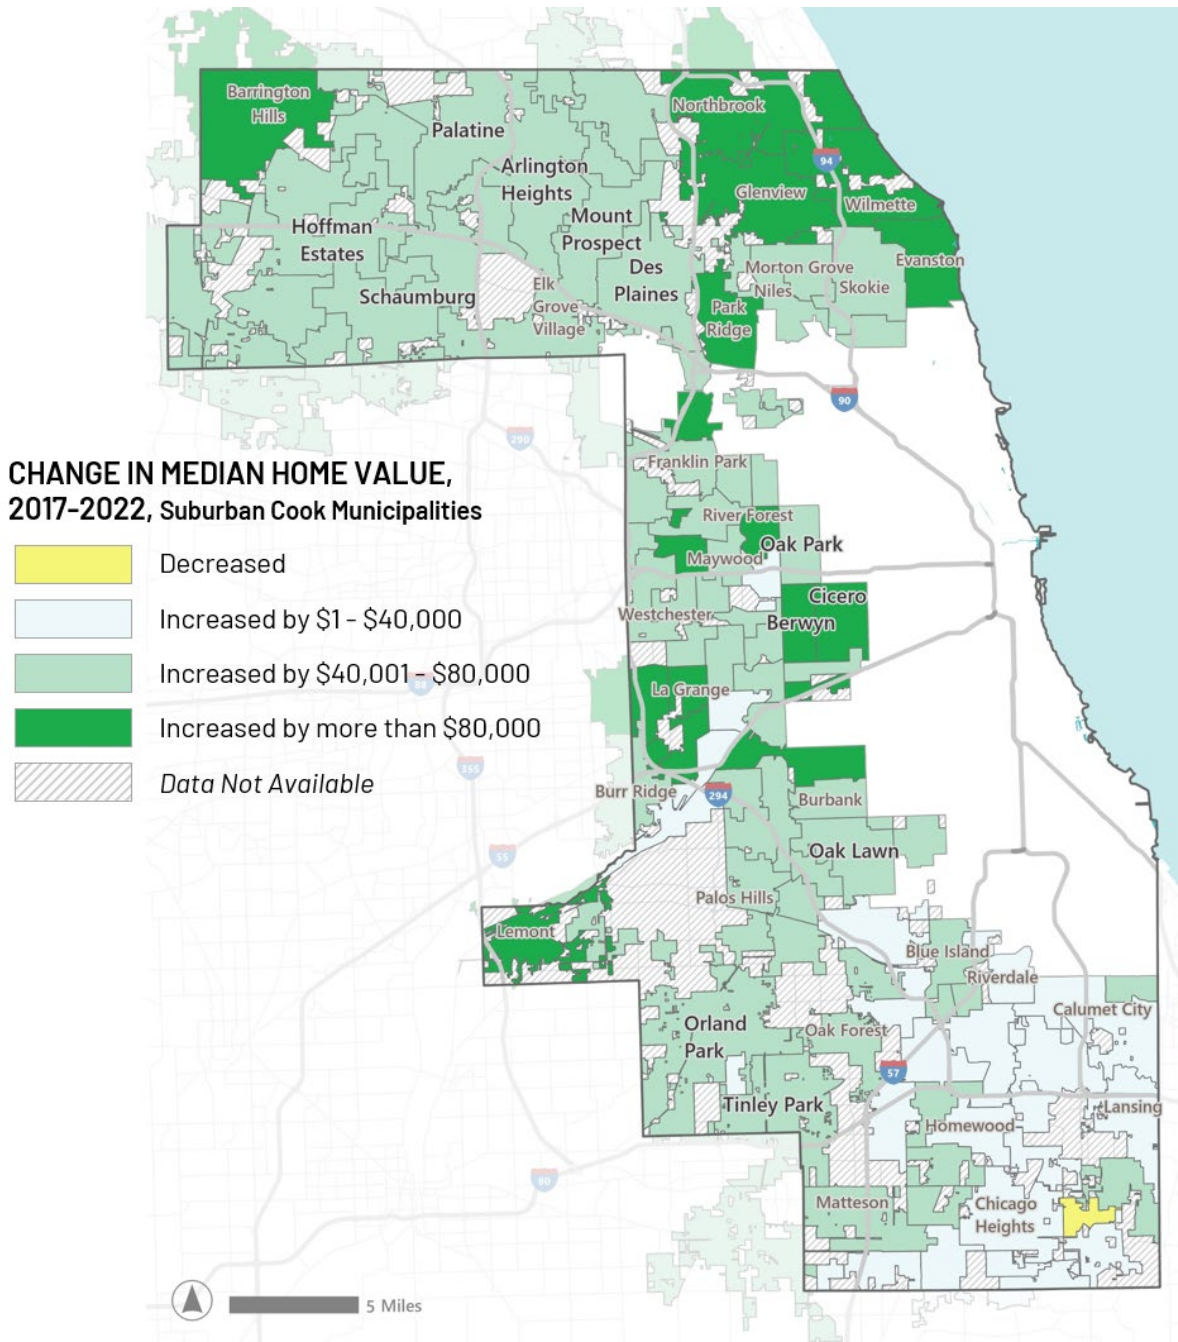 Barrington
Hills
Palatine
Arlington
Heights
Northbrook
94
Glenview
Wilmette
Hoffman
Estates
Mount
Prospect
Des
Plaines
Morton Grove
Niles
Skokie
Evanston
Schaumburg
Elk
Grove
Village
Park
Ridge
90
290
CHANGE IN MEDIAN HOME VALUE,
2017-2022, Suburban Cook Municipalities
Decreased
Increased by $1 - $40,000
Increased by $40,001 - $80,000
Increased by more than $80,000
Data Not Available
Franklin Park
River Forest
Oak Park
Maywood
Cicero
Berwyn
Westchester
La Grange
88
355
Burr Ridge
294
Burbank
55
Oak Lawn
Palos Hills
Lemont
Blue Island
Riverdale
Calumet City
Orland
Park
Oak Forest
57
Tinley Park
Lansing
Homewood
80
Matteson
Chicago
Heights
5 Miles